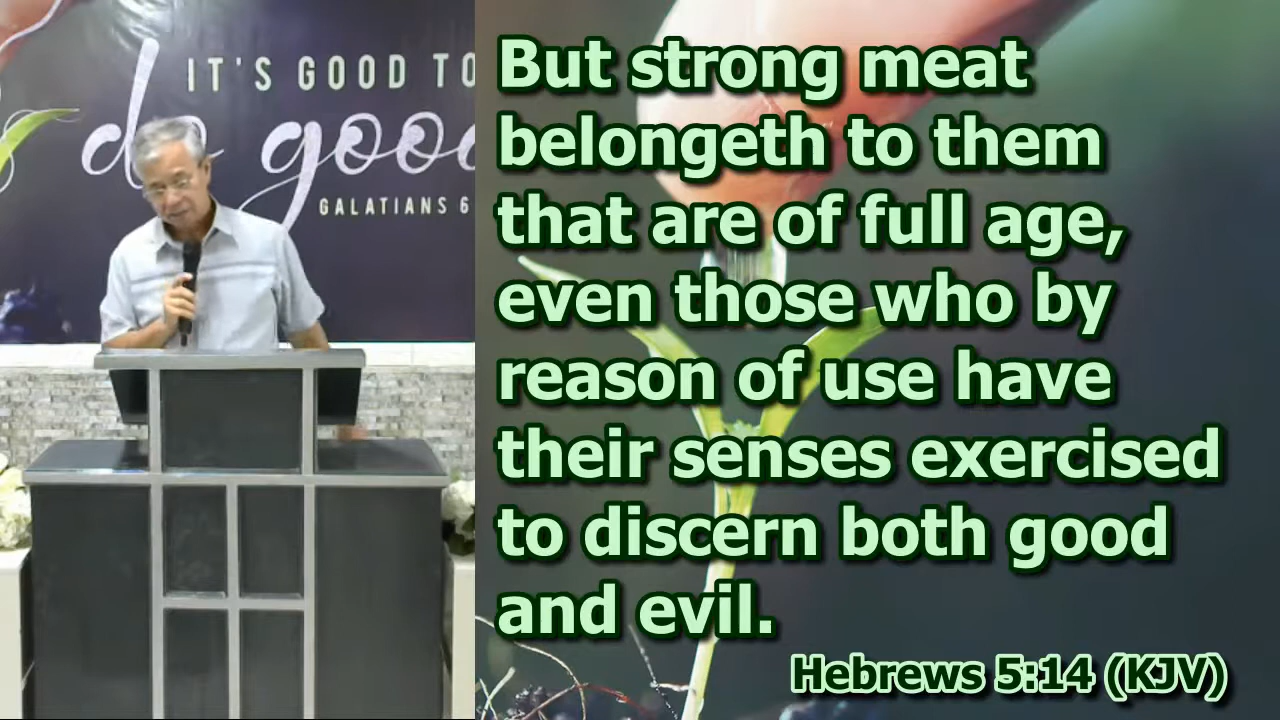 IT'S GOOD TO
do good
GALATIANS 6
But strong meat
belongeth to them
that are of full age,
even those who by
reason of use have
their senses exercised
to discern both good
and evil.
Hebrews 5:14 (KJV)